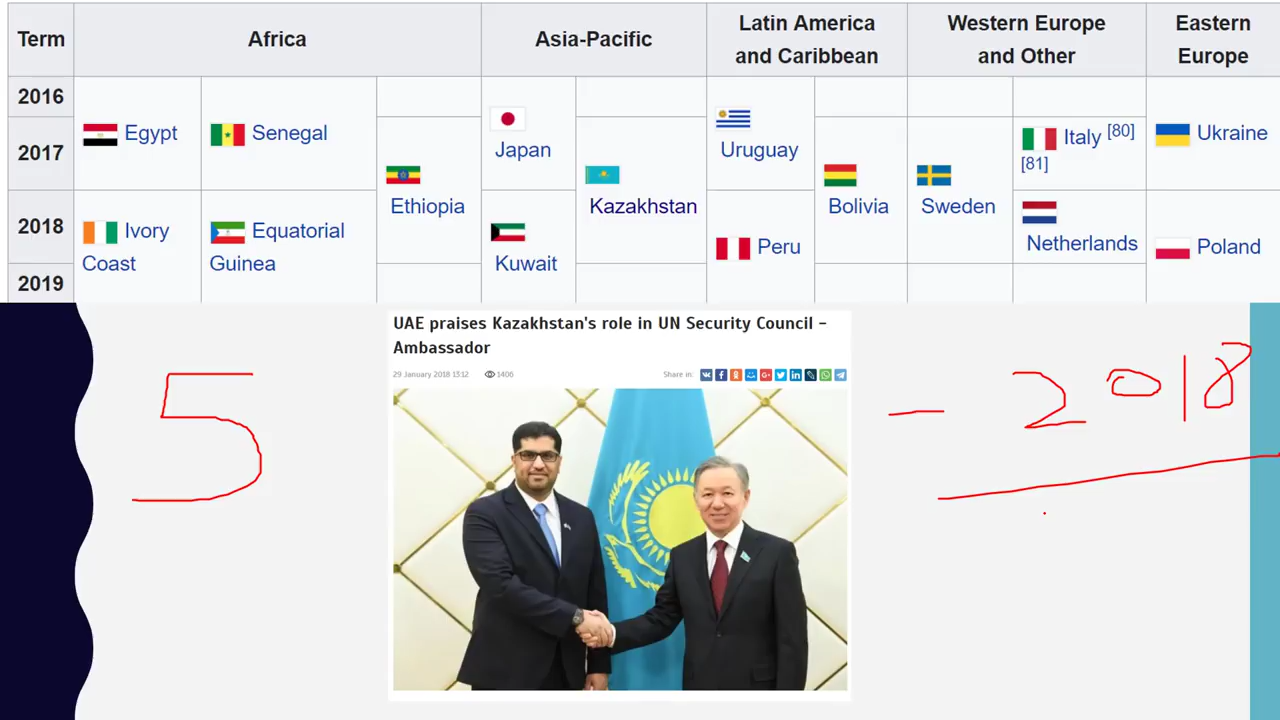 Term Africa Asia-Pacific Latin America and Caribbean Western Europe and Other Eastern Europe
2016
Egypt Senegal Japan Uruguay Italy [80] [81] Ukraine
2017
Ethiopia Kazakhstan Bolivia Sweden
2018
Ivory Coast Equatorial Guinea Kuwait Peru Netherlands Poland
2019
UAE praises Kazakhstan's role in UN Security Council –
Ambassador
29 January 2018 13:12 1406 Share in:
5
– 2018